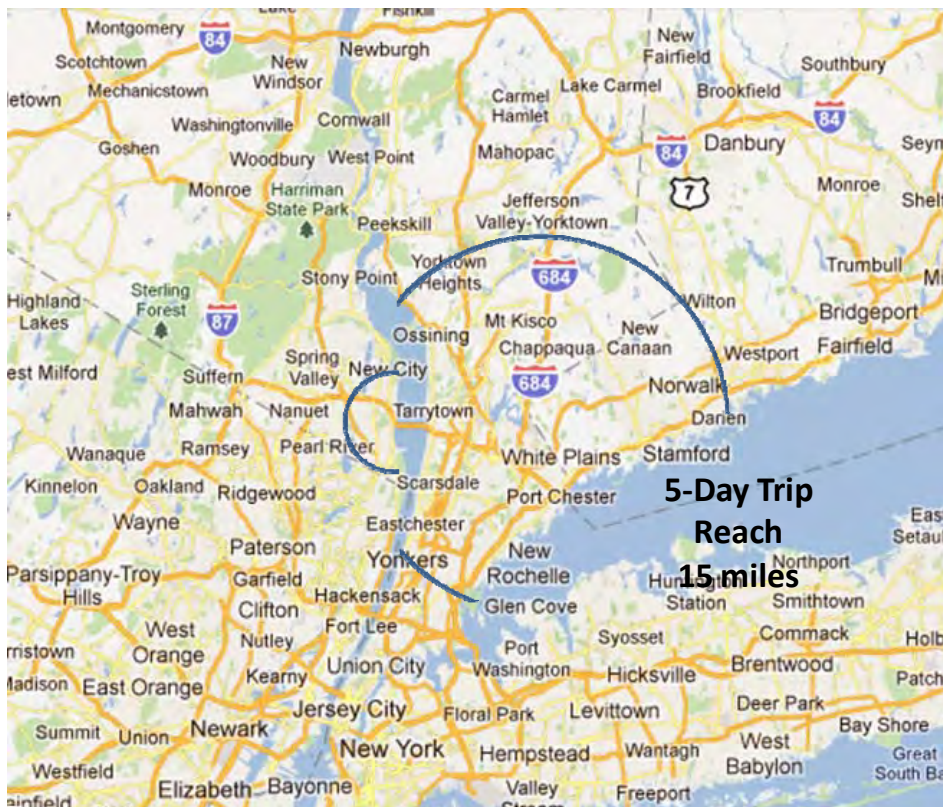 Montgomery
Fishkill
84
Newburgh
New
Fairfield
Scotchtown
New
Windsor
Southbury
Mechanicstown
Lake Carmel
Brookfield
Carmel
Hamlet
84
Washingtonville
Cornwall
84
Danbury
Goshen
Woodbury
West Point
Mahopac
Monroe
Harriman
State Park
7
Monroe
Jefferson
Valley-Yorktown
Peekskill
Yorktown
Heights
Trumbull
Stony Point
684
Sterling
Forest
Highland
Lakes
87
Wilton
Bridgeport
Ossining
Mt Kisco
New
Canaan
Fairfield
Chappaqua
Westport
Spring
Valley
New City
Suffern
684
Norwalk
Mahwah
Nanuet
Tarrytown
Darien
Ramsey
Pearl River
Wanaque
White Plains
Stamford
Kinnelon
Oakland
Ridgewood
Scarsdale
Port Chester
5-Day Trip
Reach
15 miles
Wayne
Eastchester
Paterson
Yonkers
New
Rochelle
Northport
Parsippany-Troy
Hills
Garfield
Hackensack
Huntington
Station
Smithtown
Clifton
Glen Cove
West
Orange
Nutley
Fort Lee
Syosset
Commack
Port
Washington
Union City
Hicksville
Brentwood
East Orange
Kearny
Jersey City
Floral Park
Levittown
Deer Park
Summit
Union
Newark
Bay Shore
New York
Hempstead
Wantagh
West
Babylon
Westfield
Great
South Ba
Elizabeth
Bayonne
Valley
Freeport